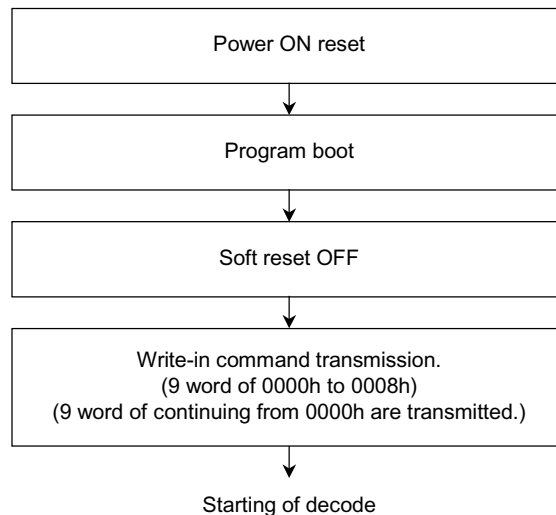 Power ON reset
Program boot
Soft reset OFF
Write-in command transmission.
(9 word of 0000h to 0008h)
(9 word of continuing from 0000h are transmitted.)
Starting of decode